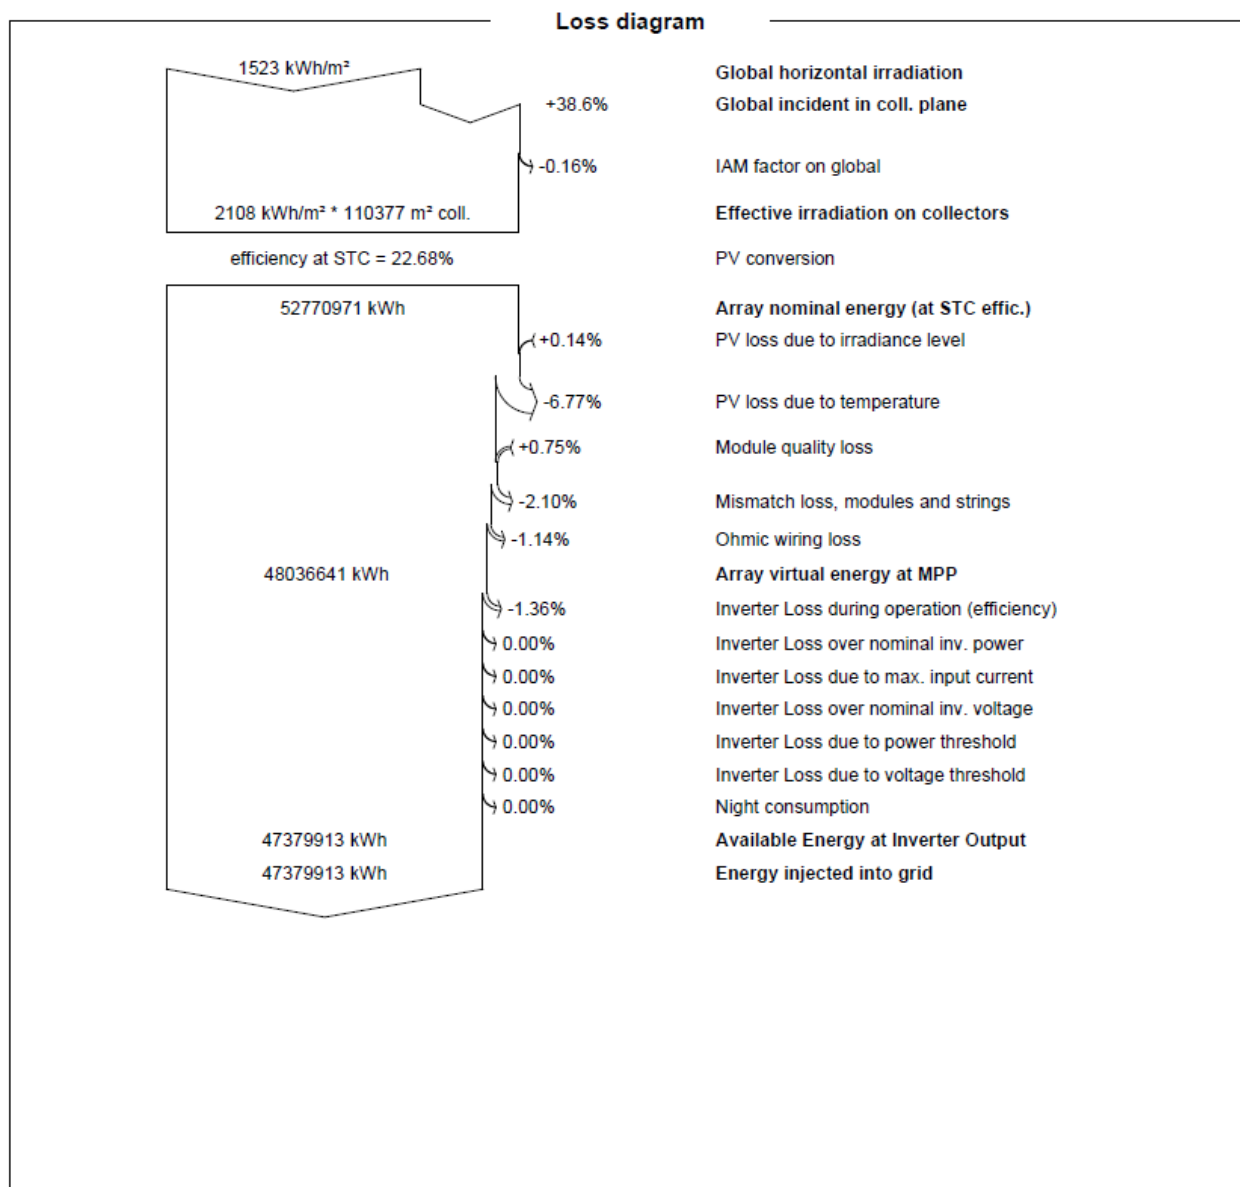 Loss diagram
1523 kWh/m² Global horizontal irradiation
+38.6% Global incident in coll. plane
-0.16% IAM factor on global
2108 kWh/m² * 110377 m² coll. Effective irradiation on collectors
efficiency at STC = 22.68% PV conversion
52770971 kWh Array nominal energy (at STC effic.)
+0.14% PV loss due to irradiance level
-6.77% PV loss due to temperature
+0.75% Module quality loss
-2.10% Mismatch loss, modules and strings
-1.14% Ohmic wiring loss
48036641 kWh Array virtual energy at MPP
-1.36% Inverter Loss during operation (efficiency)
0.00% Inverter Loss over nominal inv. power
0.00% Inverter Loss due to max. input current
0.00% Inverter Loss over nominal inv. voltage
0.00% Inverter Loss due to power threshold
0.00% Inverter Loss due to voltage threshold
0.00% Night consumption
47379913 kWh Available Energy at Inverter Output
47379913 kWh Energy injected into grid